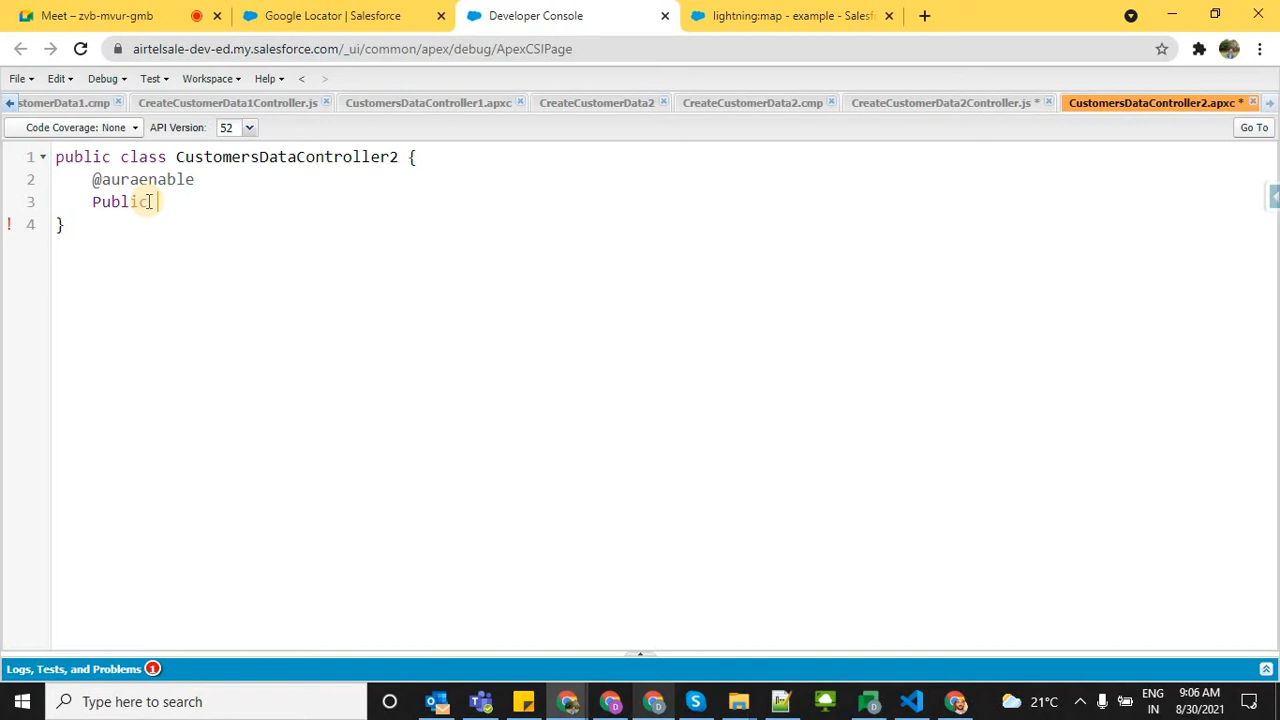 Meet – zvb-mvur-gmb
Google Locator | Salesforce
Developer Console
lightning:map - example - Salesf
airtelsale-dev-ed.my.salesforce.com/_ui/common/apex/debug/ApexCSIPage
File Edit Debug Test Workspace Help < >
stomerData1.cmp CreateCustomerData1Controller.js CustomersDataController1.apxc CreateCustomerData2 CreateCustomerData2.cmp CreateCustomerData2Controller.js * CustomersDataController2.apxc *
Code Coverage: None API Version: 52 Go To
1 public class CustomersDataController2 {
2 @auraenable
3 Public
! 4 }
Logs, Tests, and Problems 1
Type here to search
21°C
ENG
IN
9:06 AM
8/30/2021